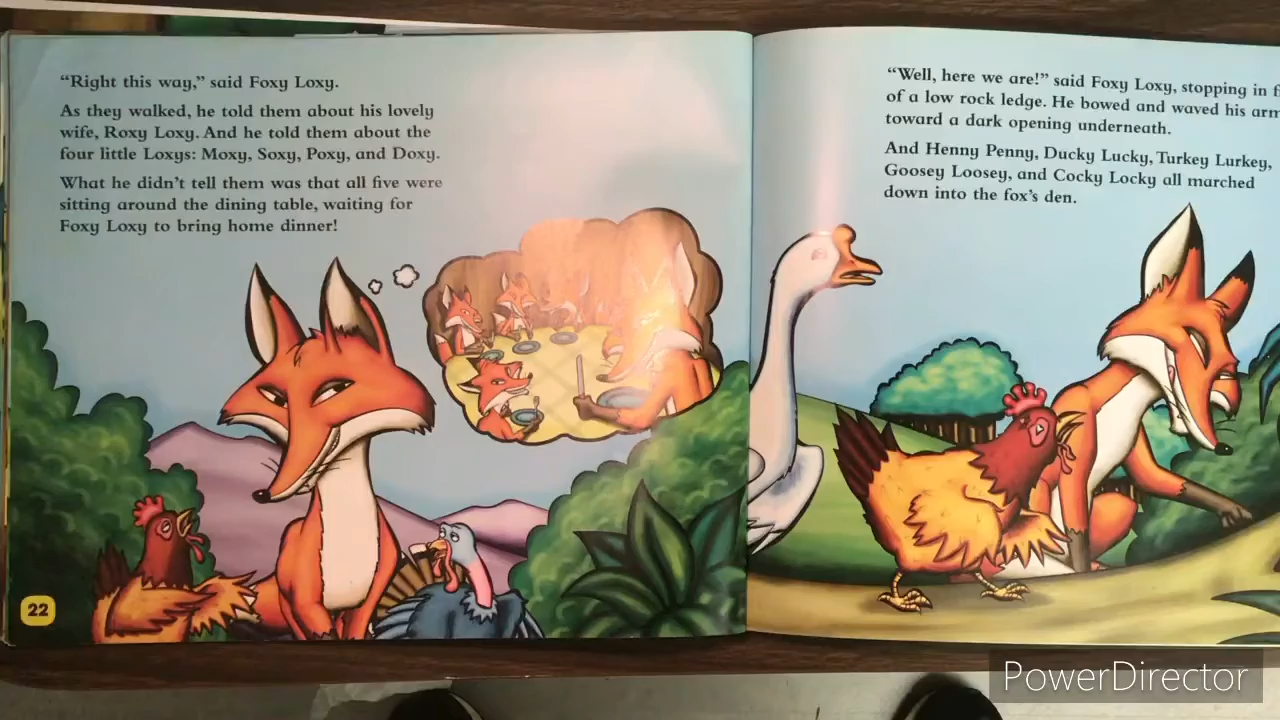 “Right this way,” said Foxy Loxy.
As they walked, he told them about his lovely
wife, Roxy Loxy. And he told them about the
four little Loxys: Moxy, Soxy, Poxy, and Doxy.
What he didn’t tell them was that all five were
sitting around the dining table, waiting for
Foxy Loxy to bring home dinner!
22
“Well, here we are!” said Foxy Loxy, stopping in
of a low rock ledge. He bowed and waved his arm
toward a dark opening underneath.
And Henny Penny, Ducky Lucky, Turkey Lurkey,
Goosey Loosey, and Cocky Locky all marched
down into the fox’s den.
PowerDirector